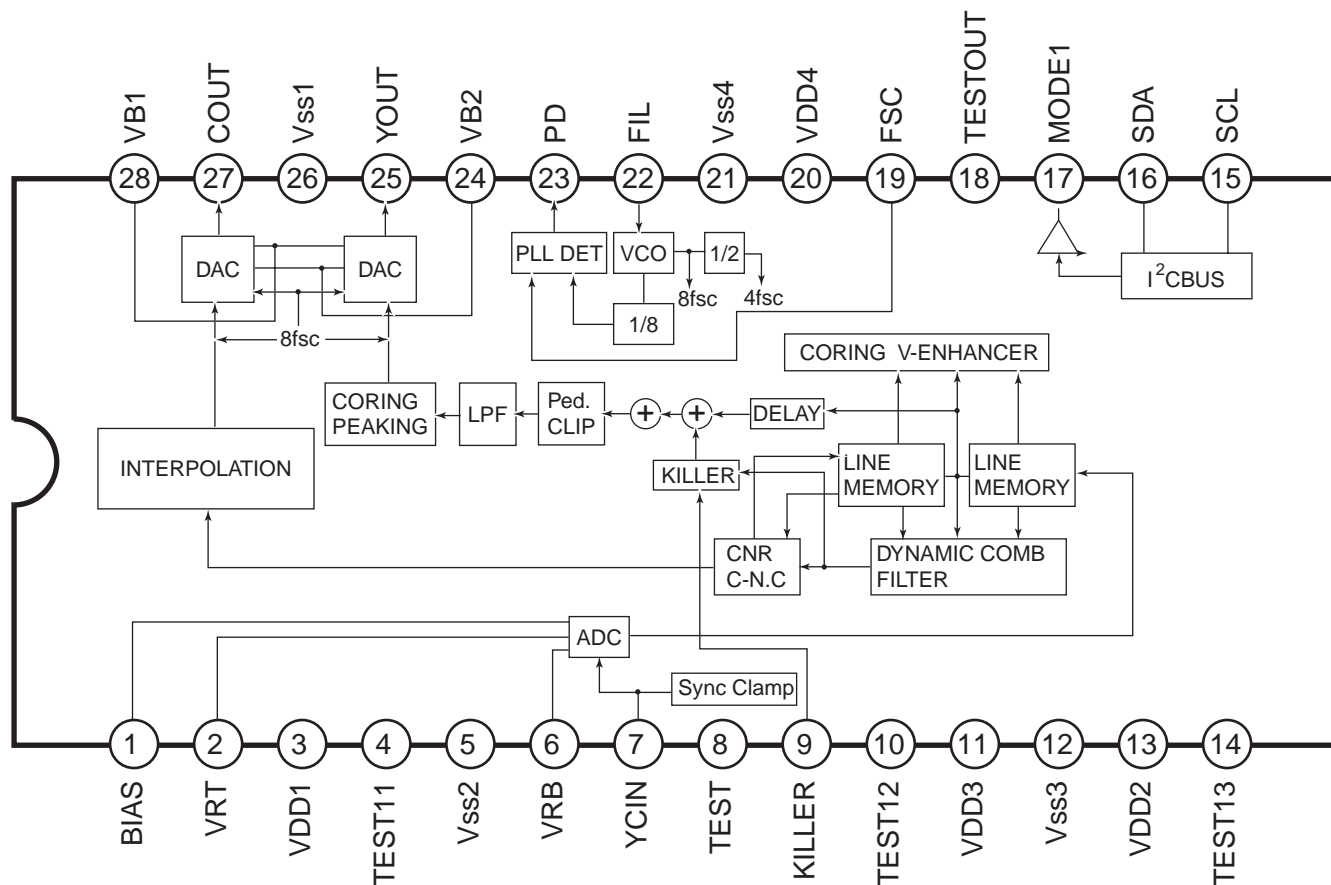 VB1
COUT
Vss1
YOUT
VB2
PD
FIL
Vss4
VDD4
FSC
TESTOUT
MODE1
SDA
SCL
28
27
26
25
24
23
22
21
20
19
18
17
16
15
DAC
DAC
PLL DET
VCO
1/2
8fsc
4fsc
1/8
I²CBUS
8fsc
CORING V-ENHANCER
CORING
PEAKING
LPF
Ped.
CLIP
+
+
DELAY
INTERPOLATION
KILLER
LINE
MEMORY
LINE
MEMORY
CNR
C-N.C
DYNAMIC COMB
FILTER
ADC
Sync Clamp
1
2
3
4
5
6
7
8
9
10
11
12
13
14
BIAS
VRT
VDD1
TEST11
Vss2
VRB
YCIN
TEST
KILLER
TEST12
VDD3
Vss3
VDD2
TEST13